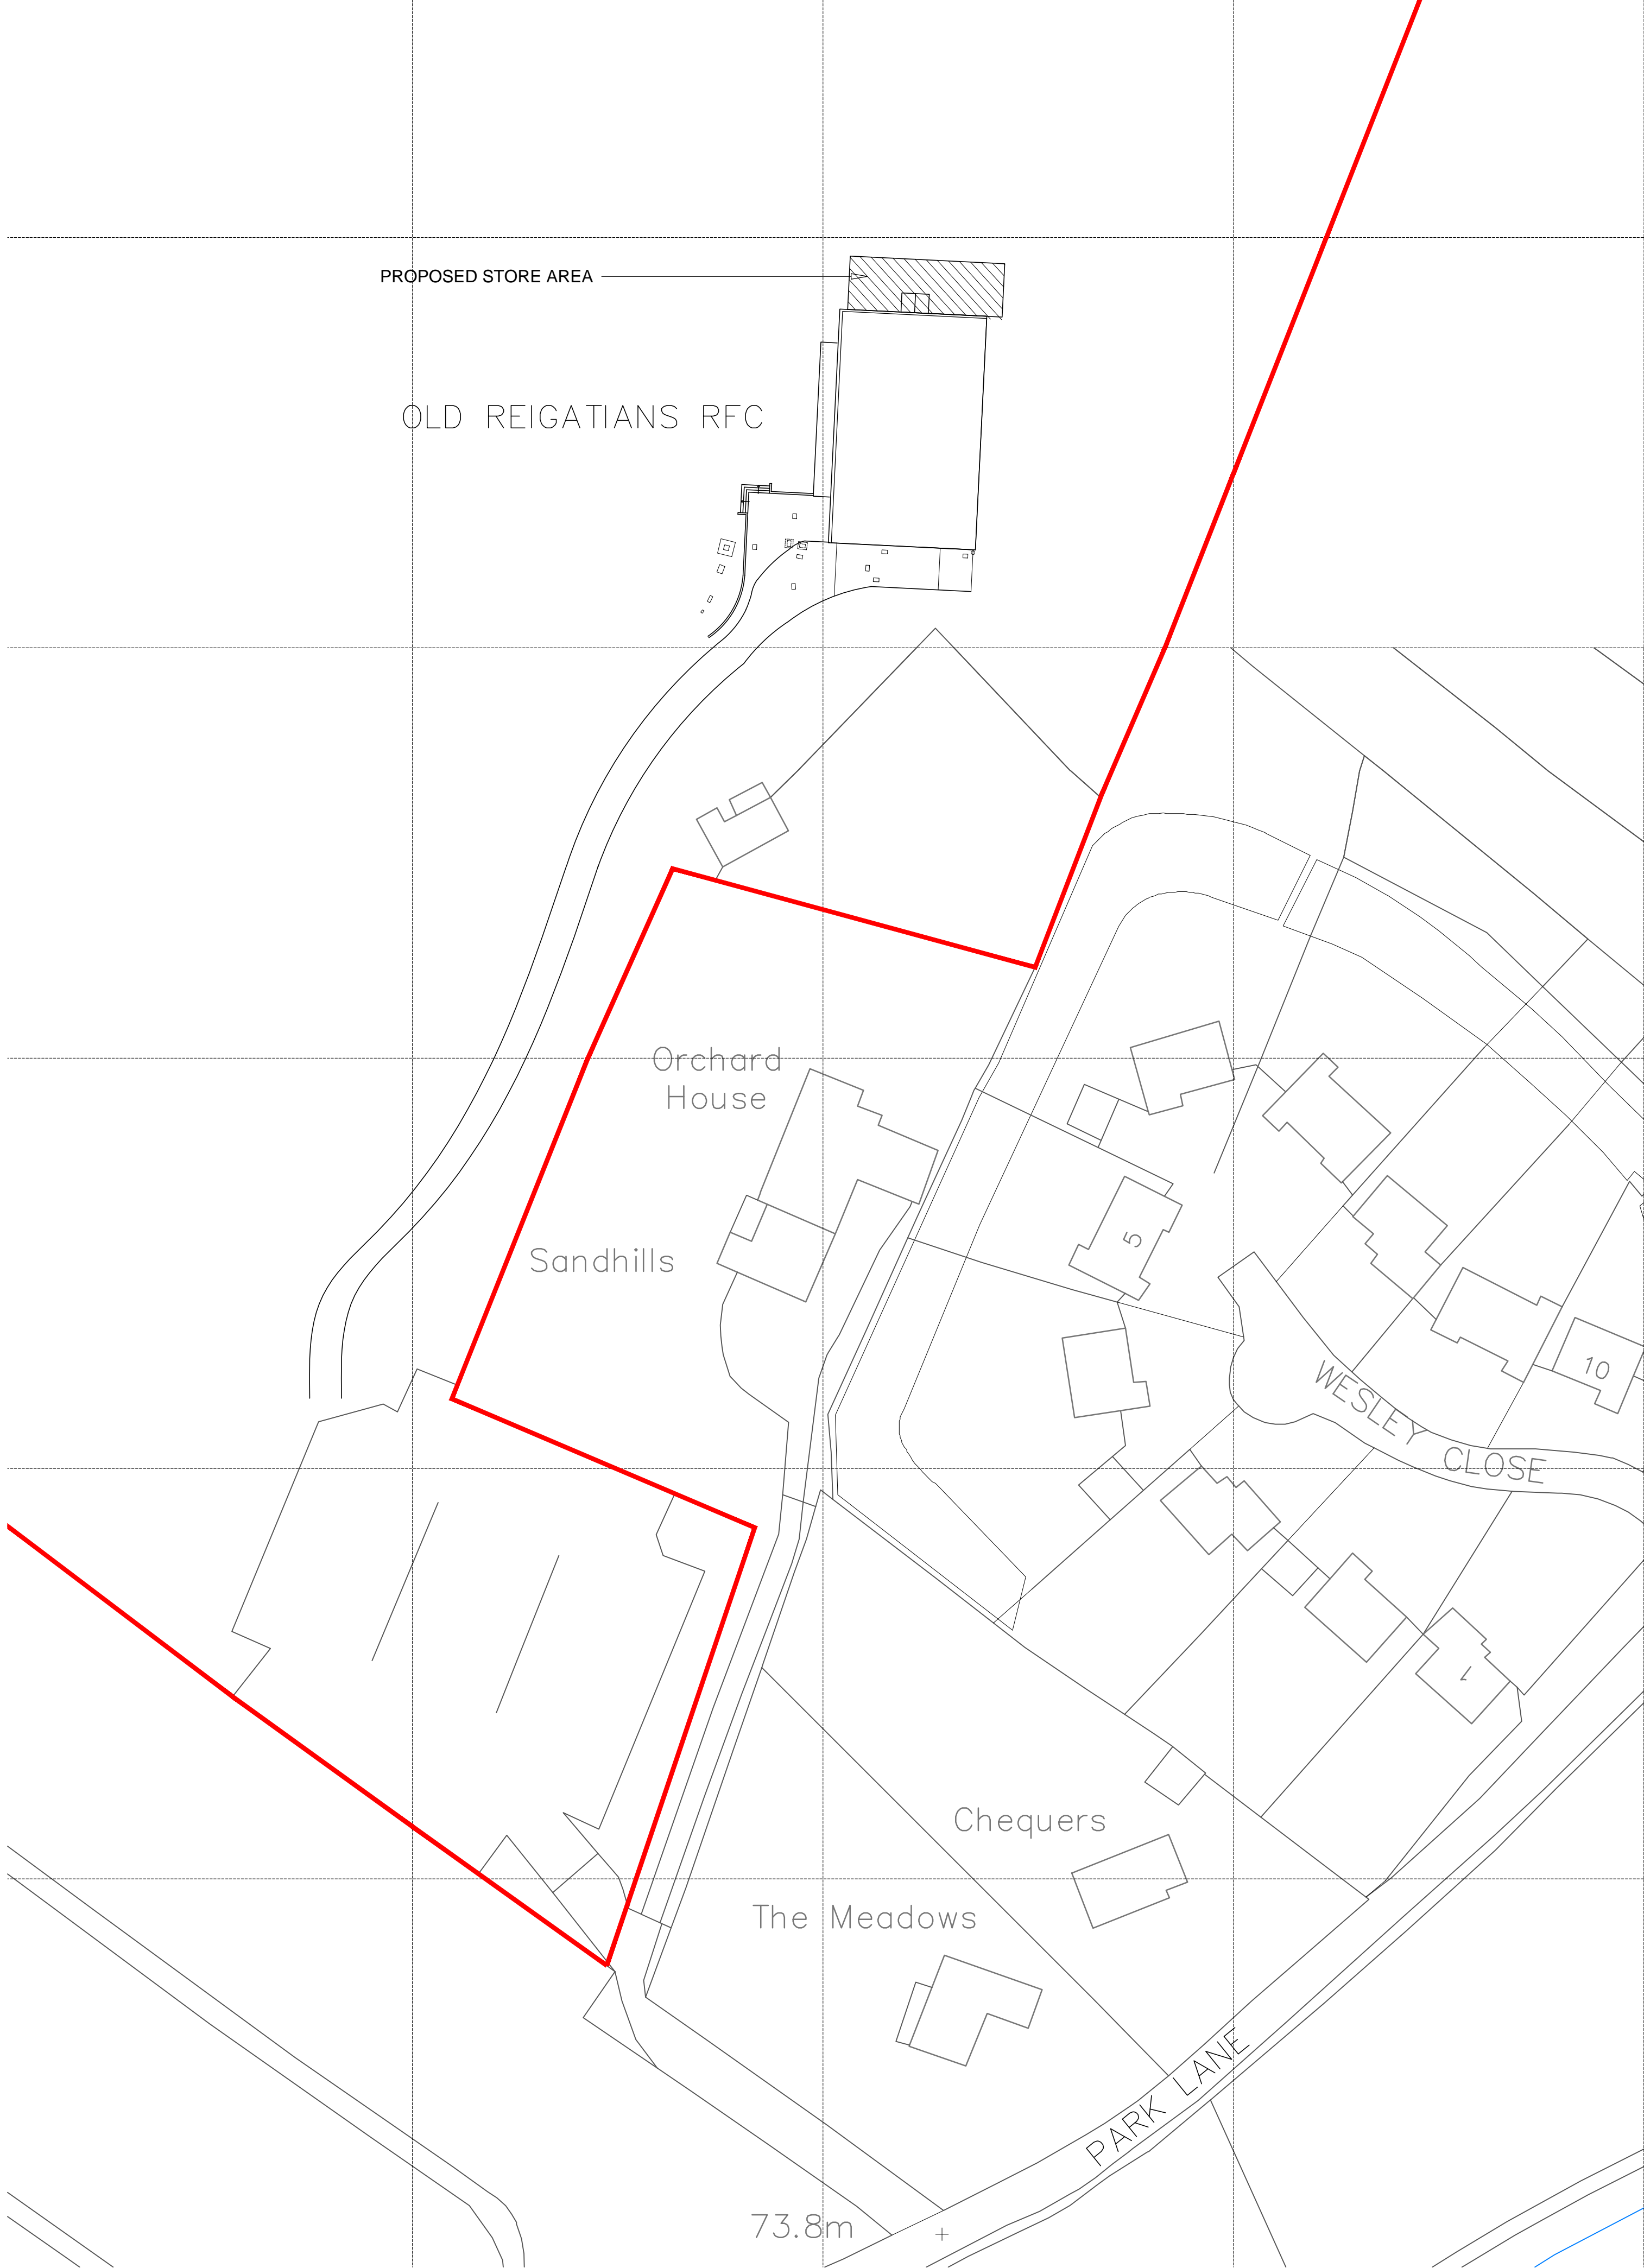 PROPOSED STORE AREA
OLD REIGATIANS RFC
Orchard
House
Sandhills
5
10
WESLEY CLOSE
1
Chequers
The Meadows
PARK LANE
73.8m